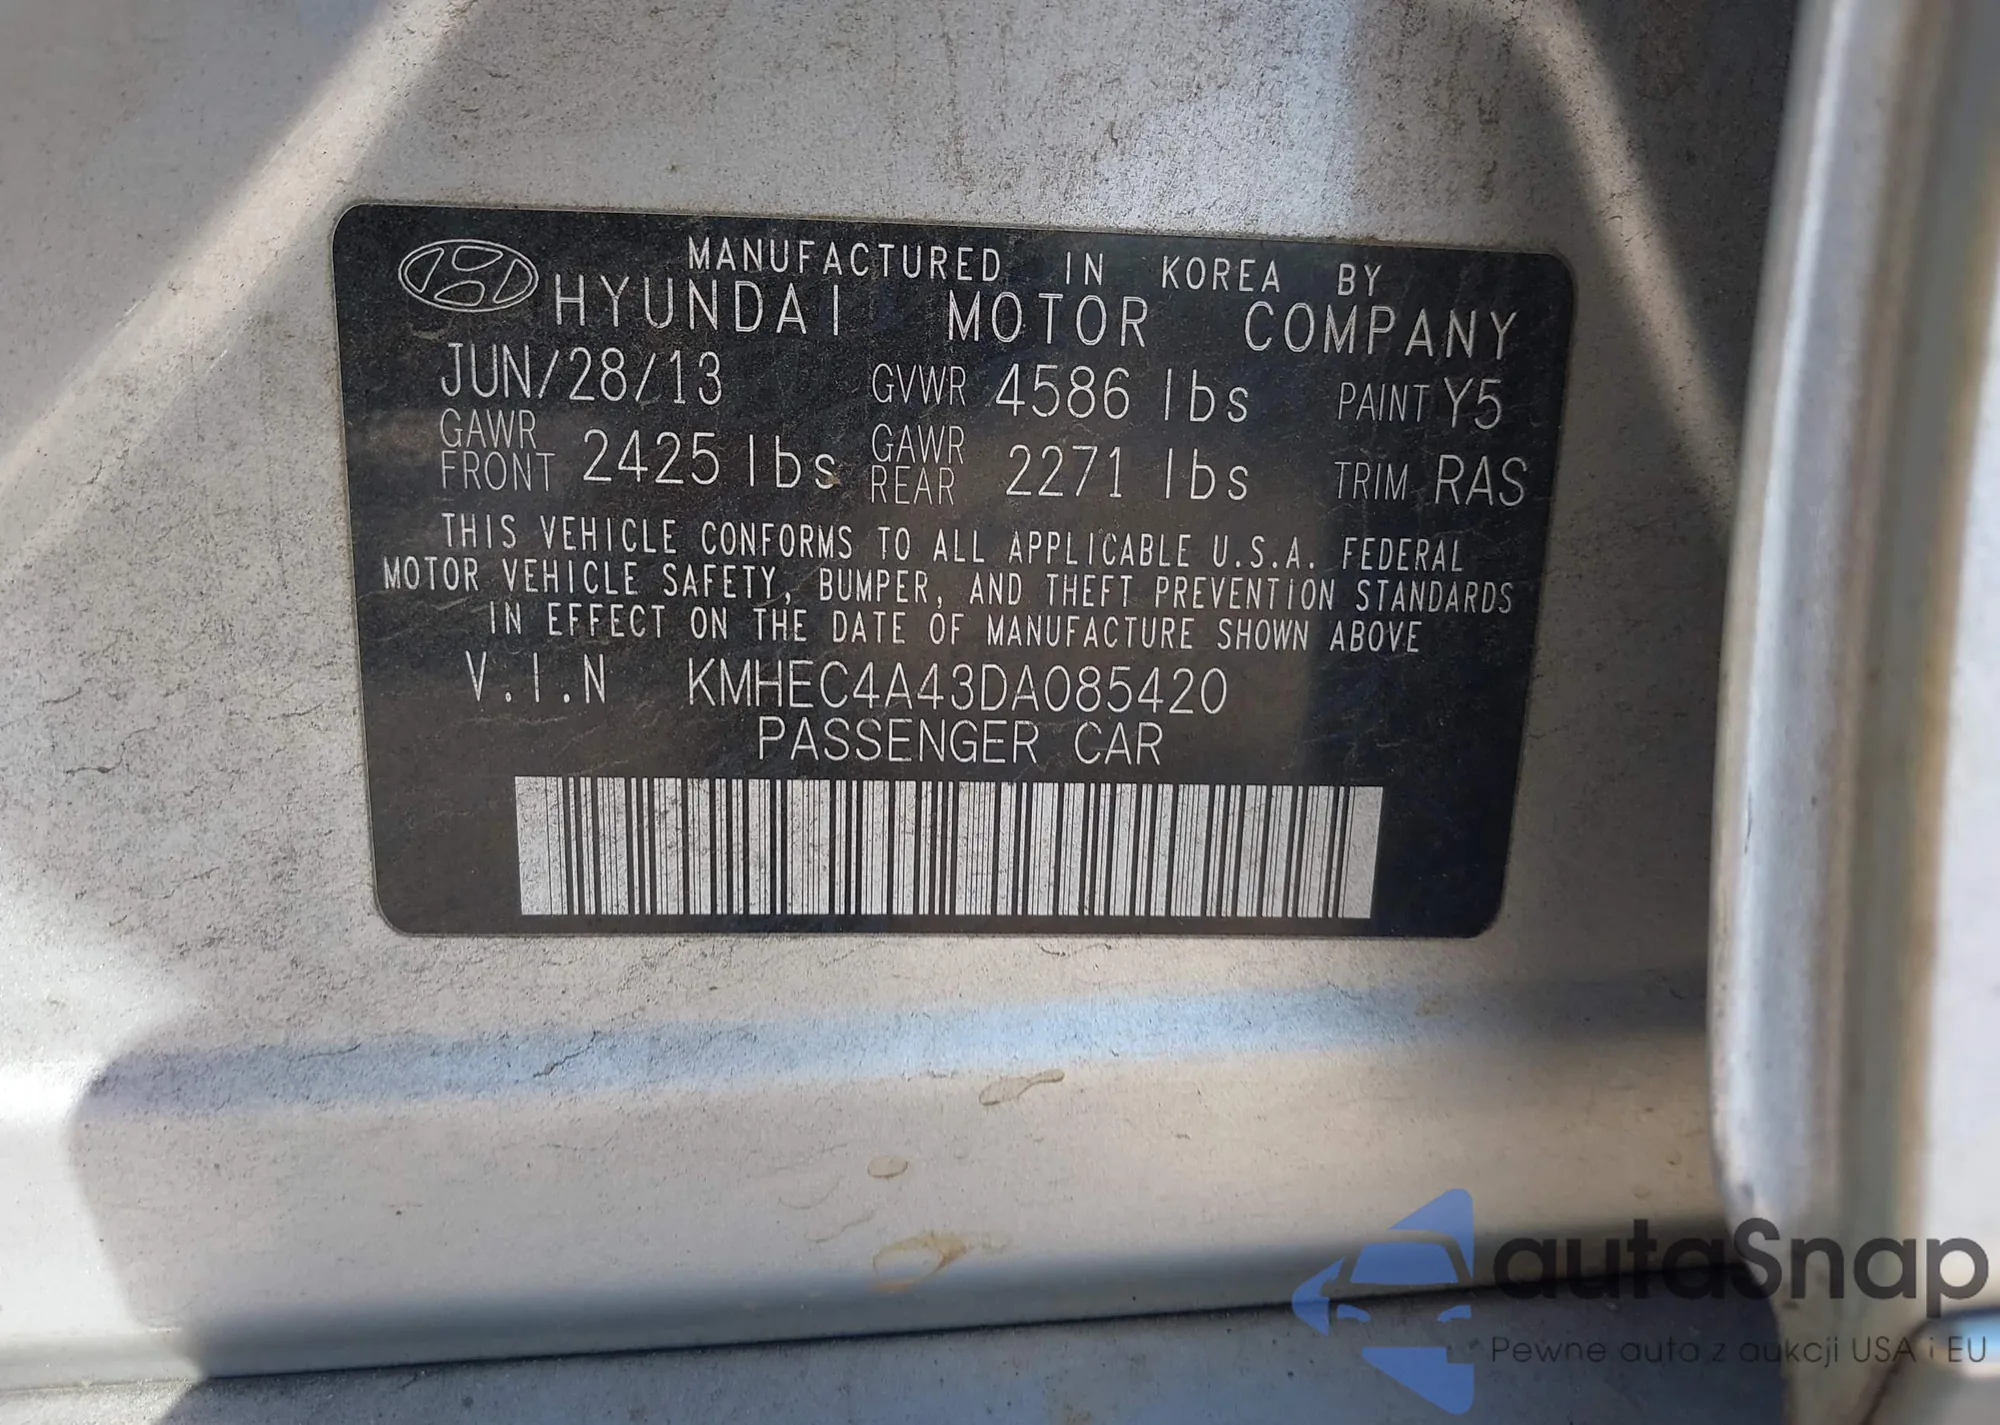 MANUFACTURED IN KOREA BY
HYUNDAI MOTOR COMPANY
JUN/28/13 GVWR 4586 lbs PAINT Y5
GAWR FRONT 2425 lbs GAWR REAR 2271 lbs TRIM RAS
THIS VEHICLE CONFORMS TO ALL APPLICABLE U.S.A. FEDERAL
MOTOR VEHICLE SAFETY, BUMPER, AND THEFT PREVENTION STANDARDS
IN EFFECT ON THE DATE OF MANUFACTURE SHOWN ABOVE
V.I.N KMHEC4A43DA085420
PASSENGER CAR
autaSnap
Pewne auta z aukcji USA i EU